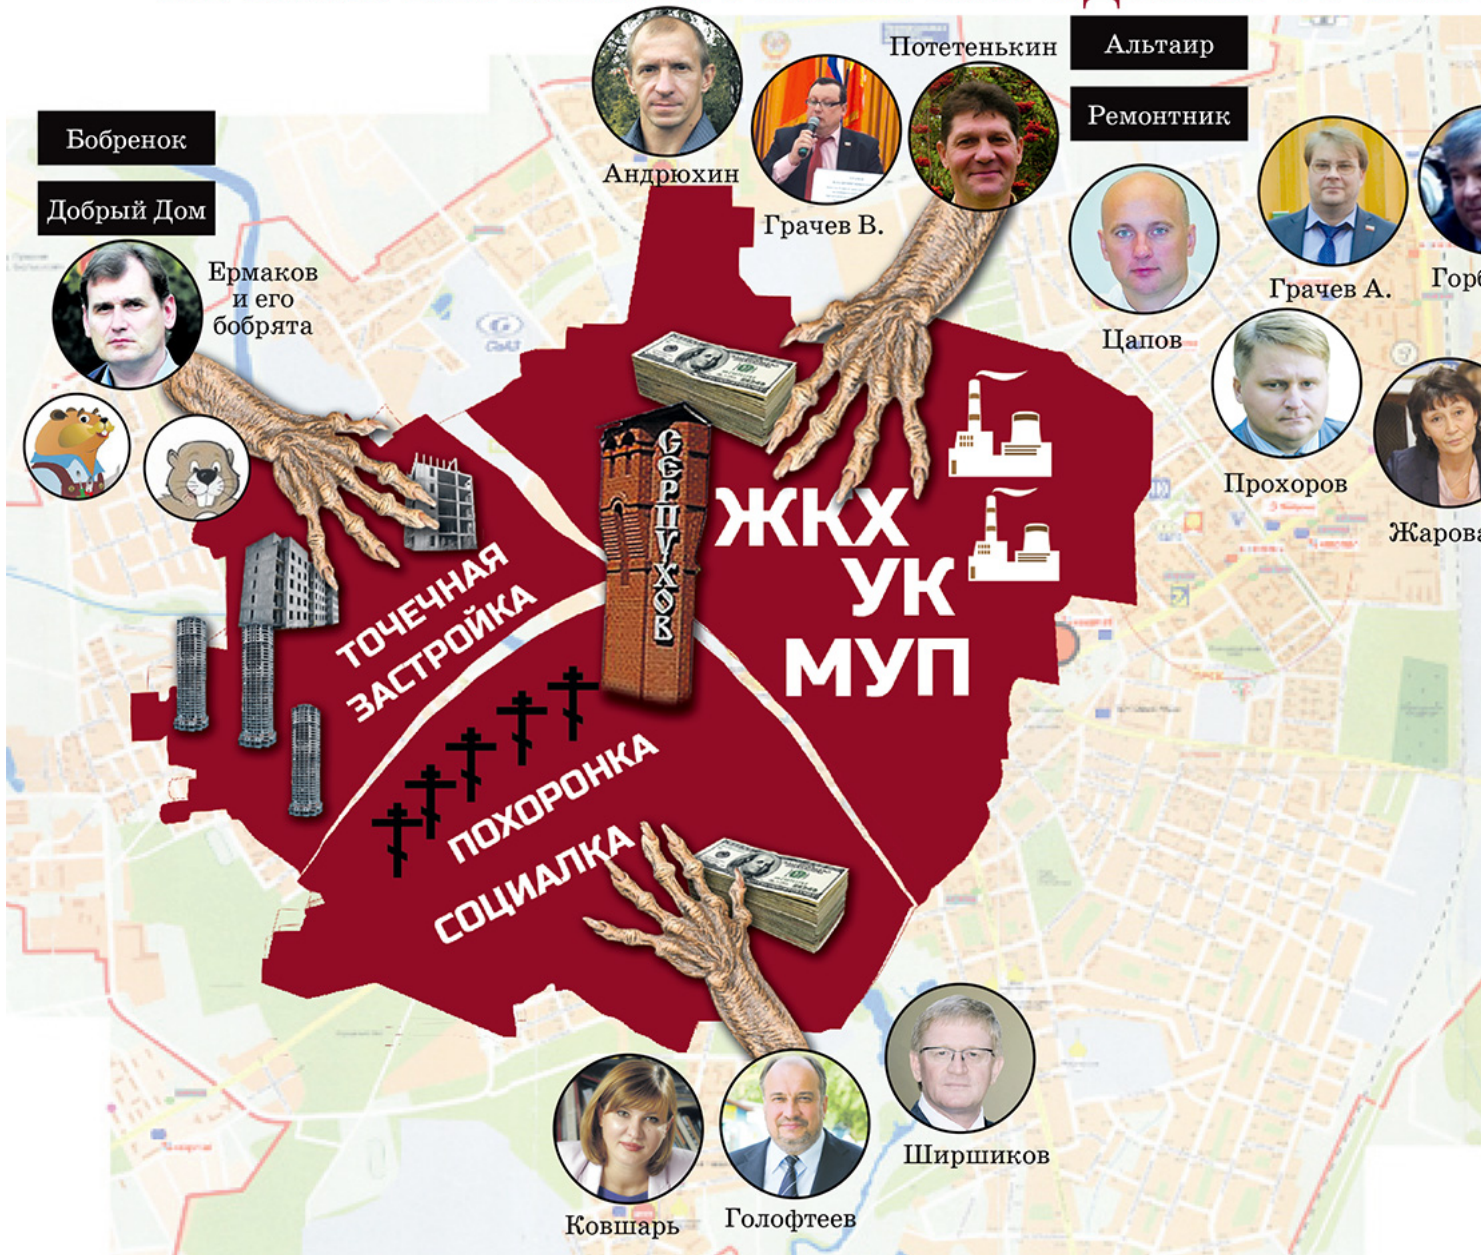 Потетенькин
Альтаир
Ремонтник
Бобренок
Добрый Дом
Ермаков
и его
бобрята
Андрюхин
Грачев В.
Цапов
Грачев А.
Горб
Прохоров
Жарова
СЕРПУХОВ
ЖКХ
УК
МУП
ТОЧЕЧНАЯ
ЗАСТРОЙКА
ПОХОРОНКА
СОЦИАЛКА
Ковшарь
Голофтеев
Ширшиков